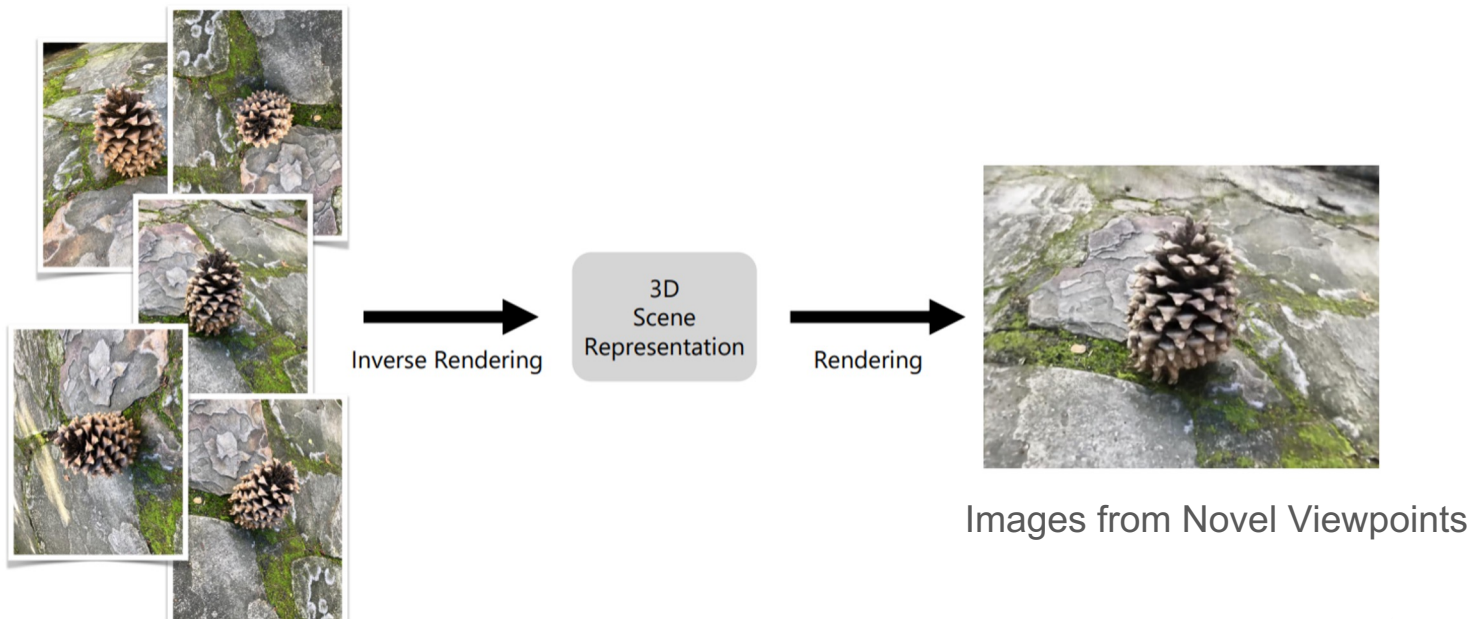 Inverse Rendering
3D
Scene
Representation
Rendering
Images from Novel Viewpoints